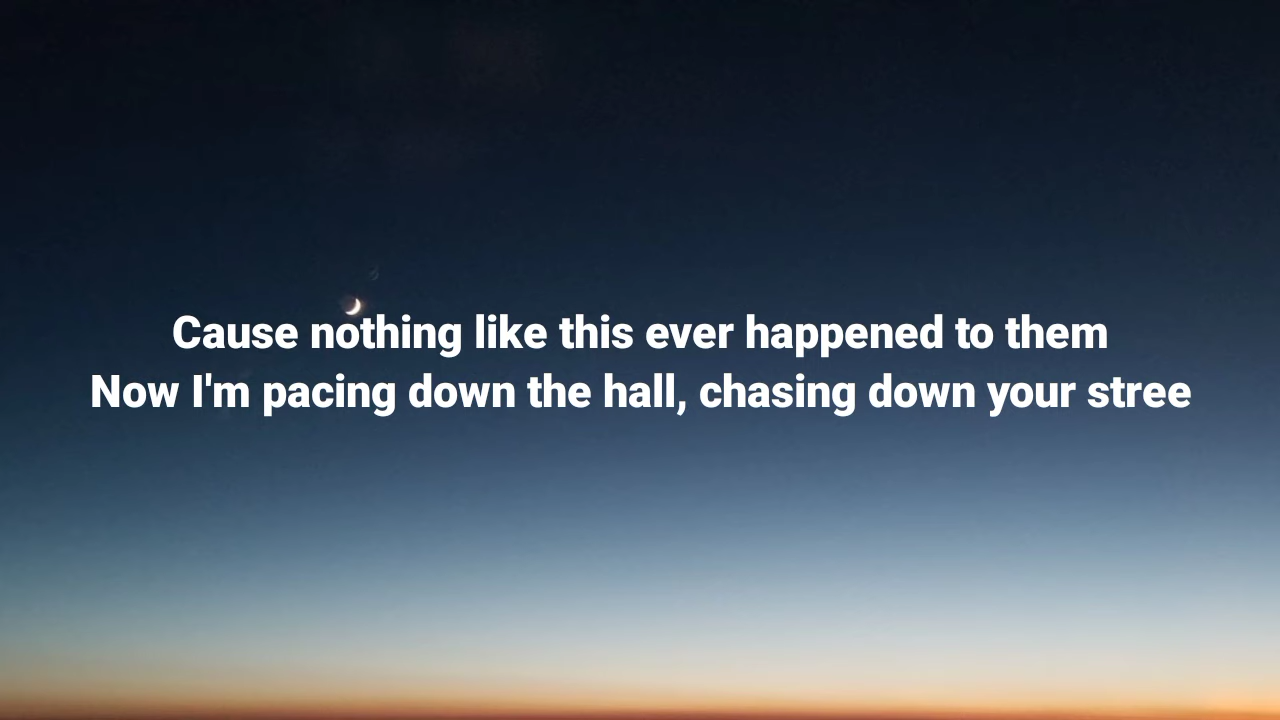 Cause nothing like this ever happened to them
Now I'm pacing down the hall, chasing down your stree